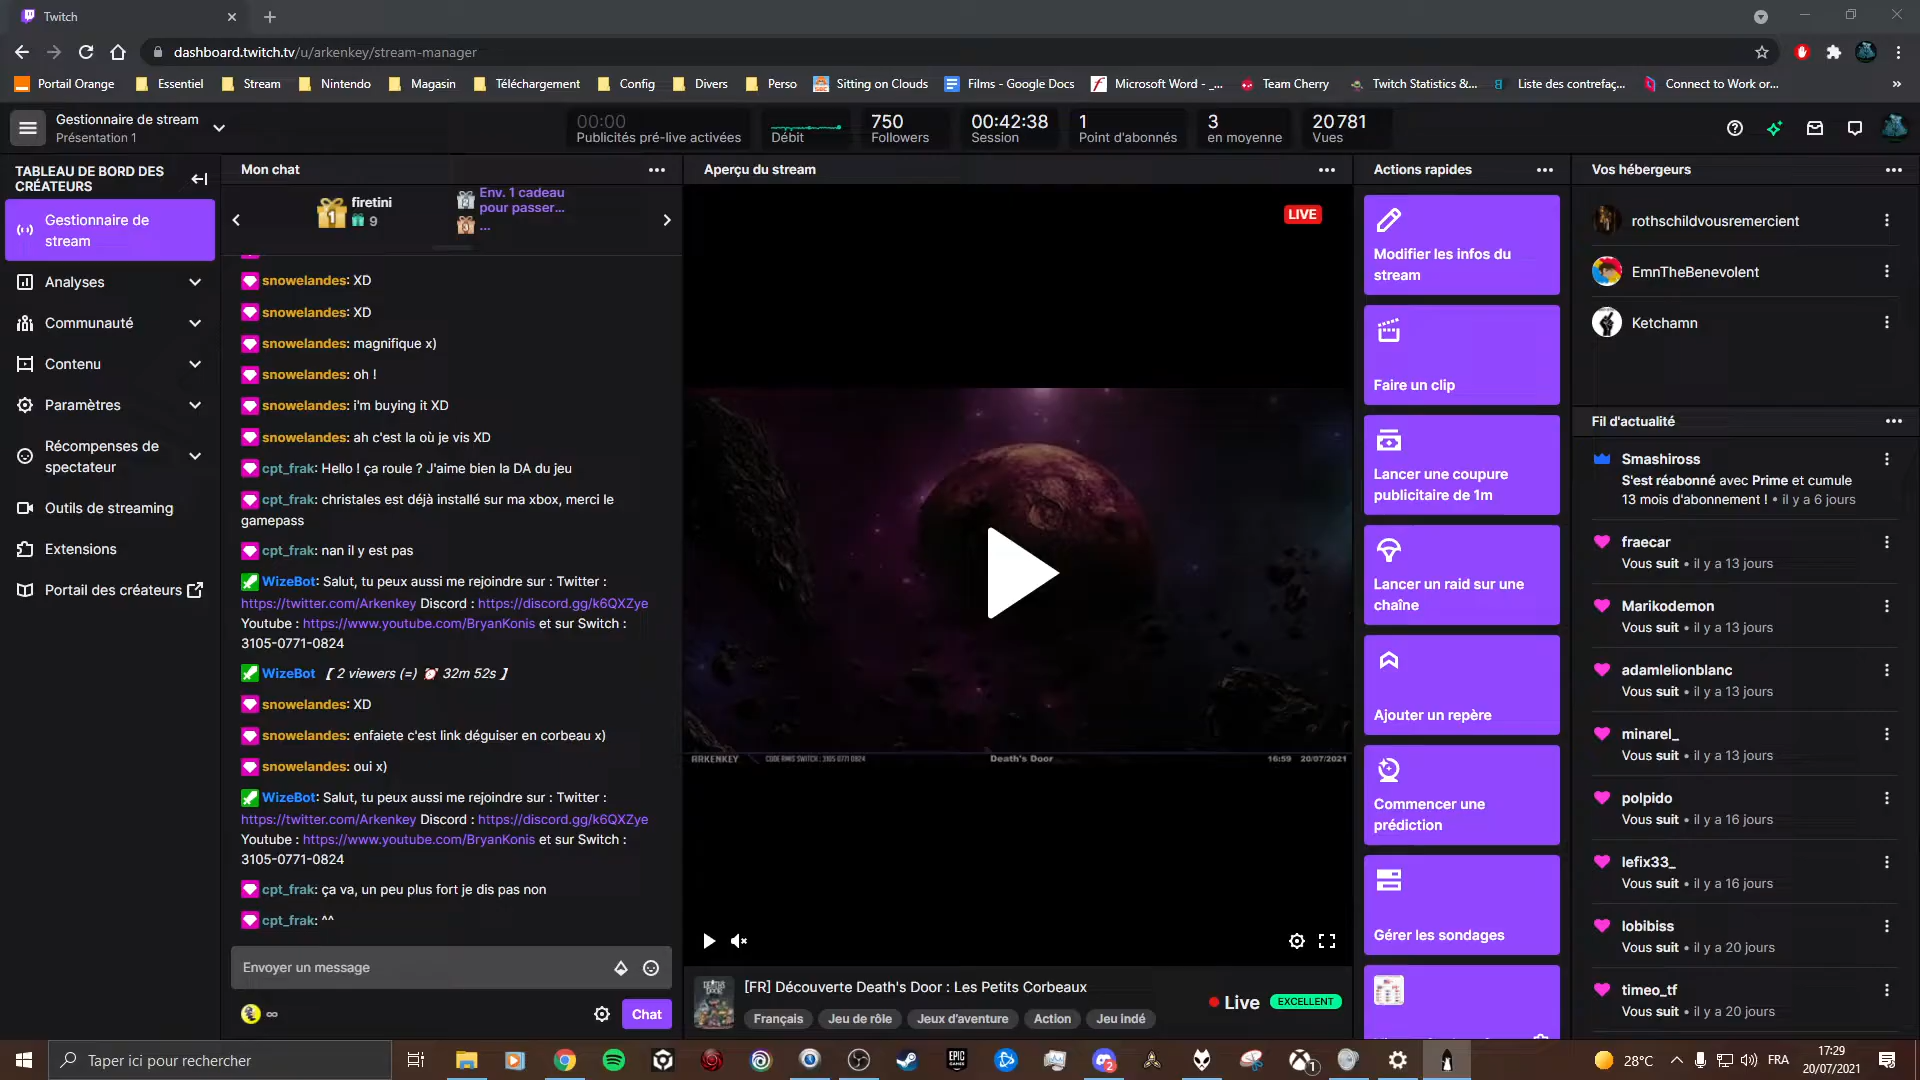 Twitch
dashboard.twitch.tv/u/arkenkey/stream-manager
Portail Orange
Essentiel
Stream
Nintendo
Magasin
Téléchargement
Config
Divers
Perso
Sitting on Clouds
Films - Google Docs
Microsoft Word - _...
Team Cherry
Twitch Statistics &...
Liste des contrefaç...
Connect to Work or...
»
Gestionnaire de stream
Présentation 1
00:00
Publicités pré-live activées
Débit
750
Followers
00:42:38
Session
1
Point d'abonnés
3
en moyenne
20 781
Vues
TABLEAU DE BORD DES
CRÉATEURS
Gestionnaire de
stream
Analyses
Communauté
Contenu
Paramètres
Récompenses de
spectateur
Outils de streaming
Extensions
Portail des créateurs
Mon chat
1
firetini
9
Env. 1 cadeau
pour passer...
...
snowelandes: XD
snowelandes: XD
snowelandes: magnifique x)
snowelandes: oh !
snowelandes: i'm buying it XD
snowelandes: ah c'est la où je vis XD
cpt_frak: Hello ! ça roule ? J'aime bien la DA du jeu
cpt_frak: christales est déjà installé sur ma xbox, merci le
gamepass
cpt_frak: nan il y est pas
WizeBot: Salut, tu peux aussi me rejoindre sur : Twitter :
https://twitter.com/Arkenkey Discord : https://discord.gg/k6QXZye
Youtube : https://www.youtube.com/BryanKonis et sur Switch :
3105-0771-0824
WizeBot 【 2 viewers (=) ⏰ 32m 52s 】
snowelandes: XD
snowelandes: enfaiete c'est link déguiser en corbeau x)
snowelandes: oui x)
WizeBot: Salut, tu peux aussi me rejoindre sur : Twitter :
https://twitter.com/Arkenkey Discord : https://discord.gg/k6QXZye
Youtube : https://www.youtube.com/BryanKonis et sur Switch :
3105-0771-0824
cpt_frak: ça va, un peu plus fort je dis pas non
cpt_frak: ^^
Envoyer un message
∞
Chat
Aperçu du stream
LIVE
ARKENKEY
CODE AMIS SWITCH : 3105 0771 0824
Death's Door
16:59 20/07/2021
[FR] Découverte Death's Door : Les Petits Corbeaux
Français
Jeu de rôle
Jeux d'aventure
Action
Jeu indé
Live
EXCELLENT
Actions rapides
Modifier les infos du
stream
Faire un clip
Lancer une coupure
publicitaire de 1m
Lancer un raid sur une
chaîne
Ajouter un repère
Commencer une
prédiction
Gérer les sondages
Vos hébergeurs
rothschildvousremercient
EmnTheBenevolent
Ketchamn
Fil d'actualité
Smashiross
S'est réabonné avec Prime et cumule
13 mois d'abonnement ! • il y a 6 jours
fraecar
Vous suit • il y a 13 jours
Marikodemon
Vous suit • il y a 13 jours
adamlelionblanc
Vous suit • il y a 13 jours
minarel_
Vous suit • il y a 13 jours
polpido
Vous suit • il y a 16 jours
lefix33_
Vous suit • il y a 16 jours
lobibiss
Vous suit • il y a 20 jours
timeo_tf
Vous suit • il y a 20 jours
Taper ici pour rechercher
EPIC
GAMES
2
1
28°C
FRA
17:29
20/07/2021